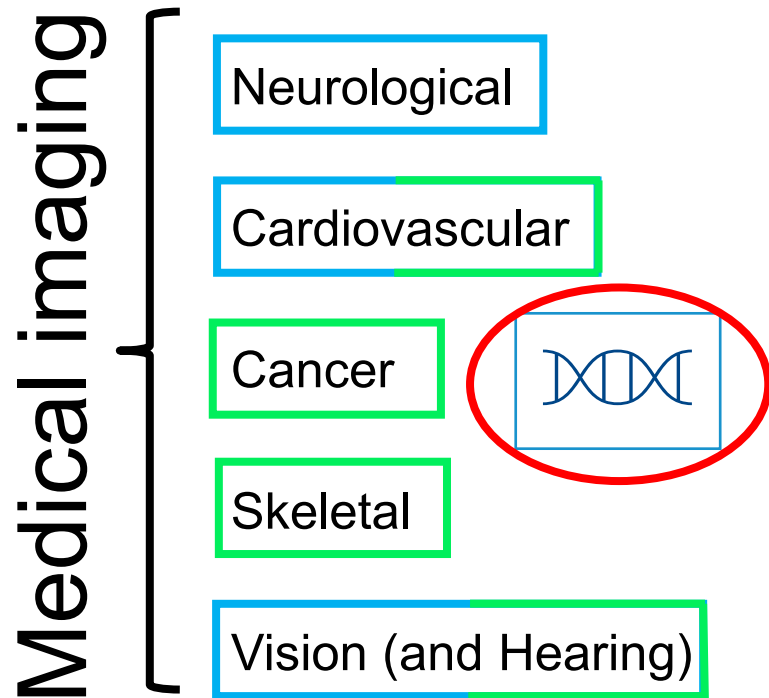 Medical imaging
Neurological
Cardiovascular
Cancer
Skeletal
Vision (and Hearing)